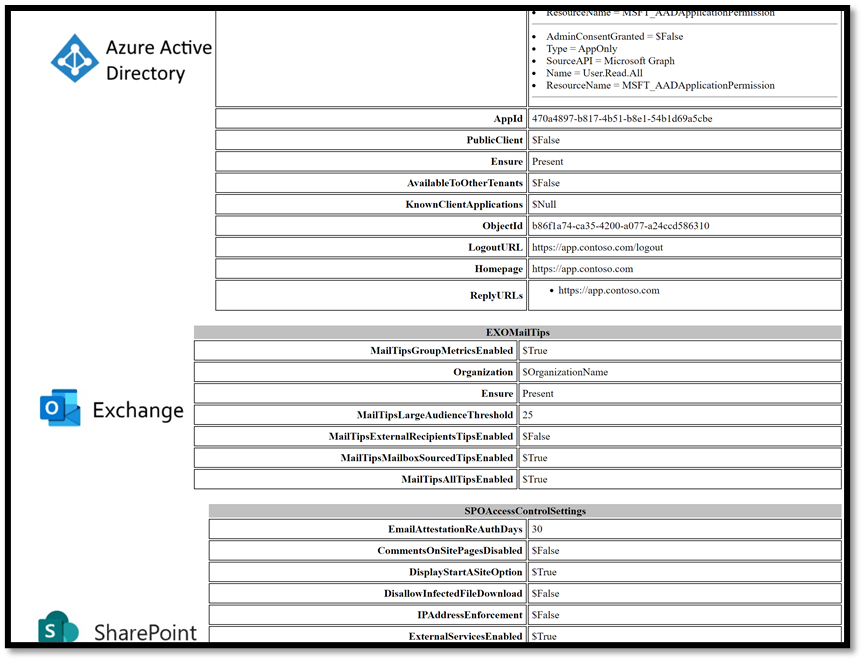 ResourceName = MSFT_AADApplicationPermission
Azure Active
Directory
AdminConsentGranted = $False
Type = AppOnly
SourceAPI = Microsoft Graph
Name = User.Read.All
ResourceName = MSFT_AADApplicationPermission
AppId 470a4897-b817-4b51-b8e1-54b1d69a5cbe
PublicClient $False
Ensure Present
AvailableToOtherTenants $False
KnownClientApplications $Null
ObjectId b86f1a74-ca35-4200-a077-a24ccd586310
LogoutURL https://app.contoso.com/logout
Homepage https://app.contoso.com
ReplyURLs https://app.contoso.com
EXOMailTips
MailTipsGroupMetricsEnabled $True
Organization $OrganizationName
Ensure Present
Exchange
MailTipsLargeAudienceThreshold 25
MailTipsExternalRecipientsTipsEnabled $False
MailTipsMailboxSourcedTipsEnabled $True
MailTipsAllTipsEnabled $True
SPOAccessControlSettings
EmailAttestationReAuthDays 30
CommentsOnSitePagesDisabled $False
DisplayStartASiteOption $True
DisallowInfectedFileDownload $False
IPAddressEnforcement $False
SharePoint
ExternalServicesEnabled $True